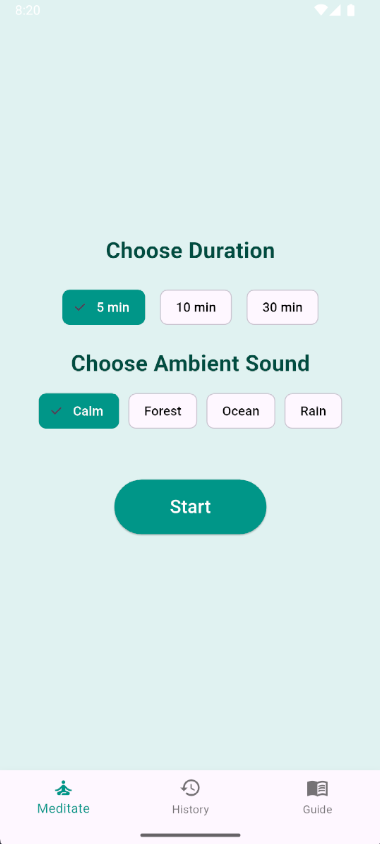 8:20
Choose Duration
5 min 10 min 30 min
Choose Ambient Sound
Calm Forest Ocean Rain
Start
Meditate History Guide